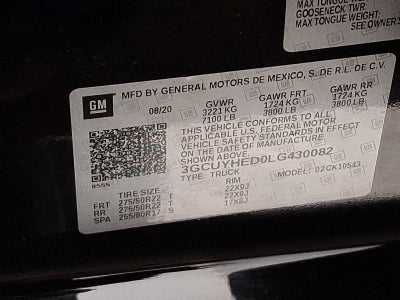 MAX TONGUE
GOOSENECK TWR
MAX TONGUE WEIGHT:
SEE OWNER'S
GM
MFD BY GENERAL MOTORS DE MEXICO, S. DE R.L. DE C.V.
08/20 GVWR GAWR FRT GAWR RR
3221 KG 1724 KG 1724 KG
7100 LB 3800 LB 3800 LB
THIS VEHICLE CONFORMS TO ALL
APPLICABLE U.S. FEDERAL MOTOR
VEHICLE SAFETY STANDARDS IN EFFECT
ON THE DATE OF MANUFACTURE
SHOWN ABOVE.
3GCUYHED0LG430082
TYPE: TRUCK MODEL: 02CK10543
TIRE SIZE RIM
FRT 275/50R22 T 22X9J
RR 275/50R22 T 22X9J
SPA 255/80R17 S 17X8J